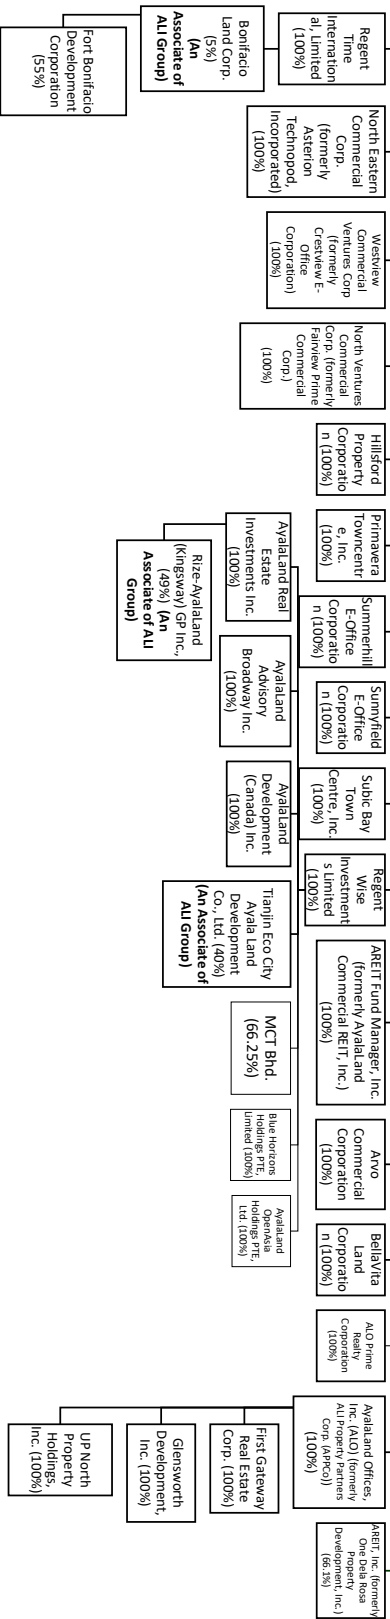 Regent
Time
Internation
al, Limited
(100%)
Bonifacio
Land Corp.
(5%)
(An
Associate of
ALI Group)
Fort Bonifacio
Development
Corporation
(55%)
North Eastern
Commercial
Corp.
(formerly
Asterion
Technopod,
Incorporated)
(100%)
Westview
Commercial
Ventures Corp
(formerly
Crestview E-
Office
Corporation)
(100%)
North Ventures
Commercial
Corp. (formerly
Fairview Prime
Commercial
Corp.)
(100%)
Hillsford
Property
Corporatio
n (100%)
Primavera
Towncentr
e, Inc.
(100%)
Summerhill
E-Office
Corporatio
n (100%)
Sunnyfield
E-Office
Corporatio
n (100%)
Subic Bay
Town
Centre, Inc.
(100%)
Regent
Wise
Investment
s Limited
(100%)
AyalaLand Real
Estate
Investments Inc.
(100%)
Rize-AyalaLand
(Kingsway) GP Inc.,
(49%) (An
Associate of ALI
Group)
AyalaLand
Advisory
Broadway Inc.
(100%)
AyalaLand
Development
(Canada) Inc.
(100%)
Tianjin Eco City
Ayala Land
Development
Co., Ltd. (40%)
(An Associate of
ALI Group)
MCT Bhd.
(66.25%)
Blue Horizons
Holdings PTE,
Limited (100%)
AyalaLand
OpenAsia
Holdings PTE,
Ltd. (100%)
AREIT Fund Manager, Inc.
(formerly AyalaLand
Commercial REIT, Inc.)
(100%)
Arvo
Commercial
Corporation
(100%)
BellaVita
Land
Corporatio
n (100%)
ALO Prime
Realty
Corporation
(100%)
AyalaLand Offices,
Inc. (ALO) (formerly
ALI Property Partners
Corp. (APPCo))
(100%)
First Gateway
Real Estate
Corp. (100%)
Glensworth
Development,
Inc. (100%)
UP North
Property
Holdings,
Inc. (100%)
AREIT, Inc. (formerly
One Dela Rosa
Property
Development, Inc.)
(66.1%)